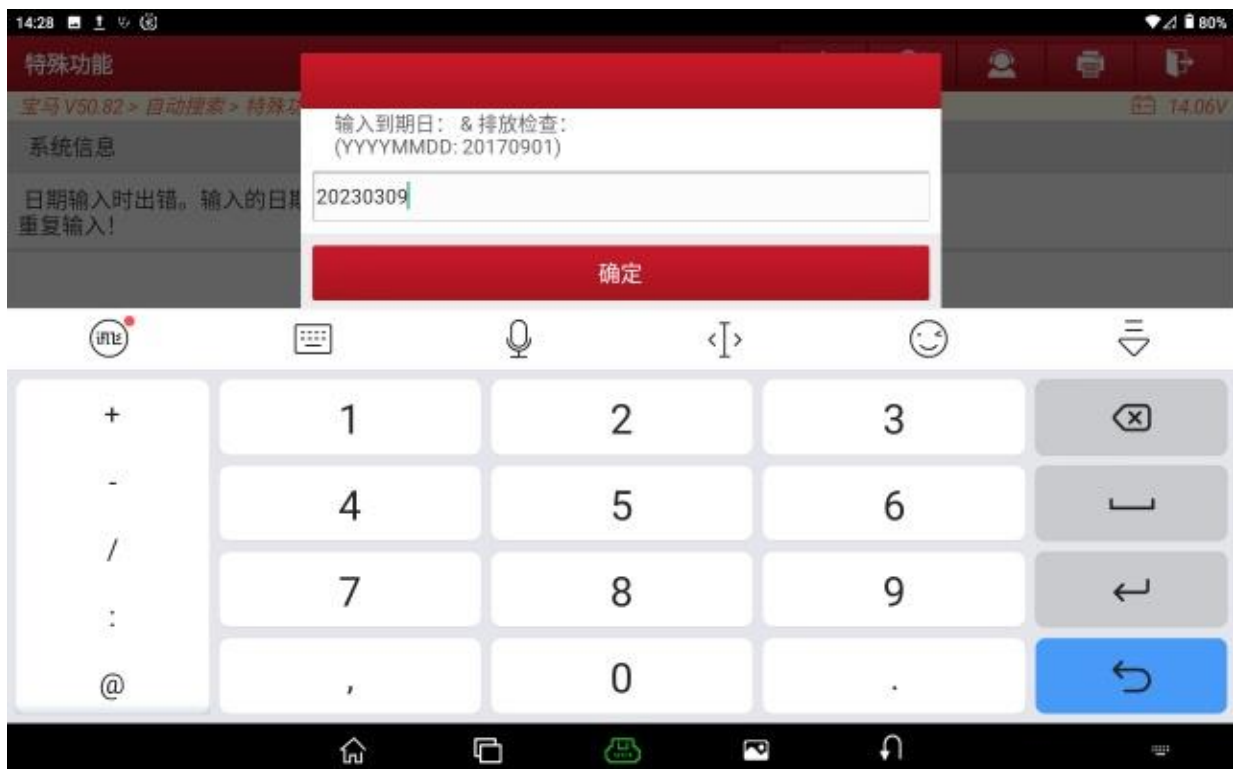 14:28
80%
特殊功能
宝马 V50.82 > 自动搜索 > 特殊功
14.06V
输入到期日: & 排放检查:
(YYYYMMDD: 20170901)
系统信息
日期输入时出错。输入的日期
重复输入!
20230309
确定
+
1
2
3
-
4
5
6
/
7
8
9
:
@
,
0
.